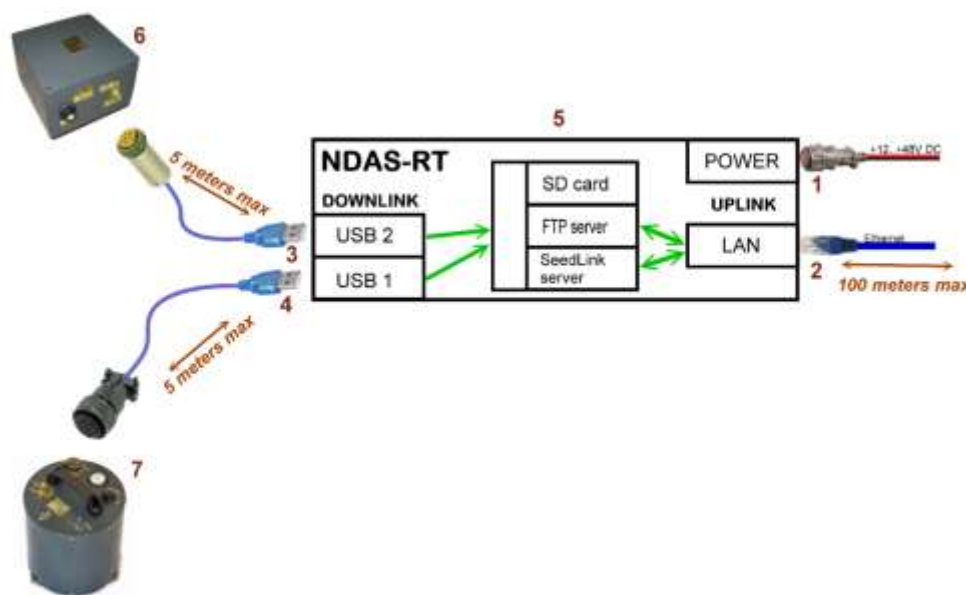 6
5
5 meters max
NDAS-RT
POWER
+12, +48V DC
1
SD card
DOWNLINK
UPLINK
USB 2
FTP server
LAN
Ethernet
3
2
USB 1
SeedLink
server
100 meters max
4
5 meters max
7